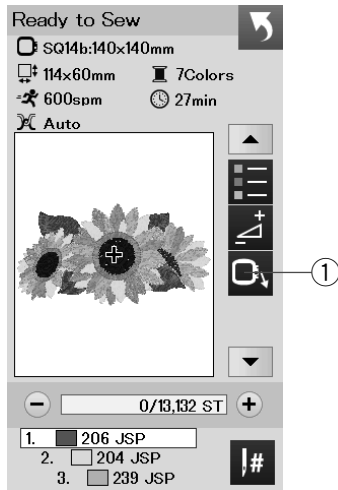 Ready to Sew
SQ14b:140x140mm
114x60mm 7Colors
600spm 27min
Auto
1
0/13,132 ST
1. 206 JSP
2. 204 JSP
3. 239 JSP
#